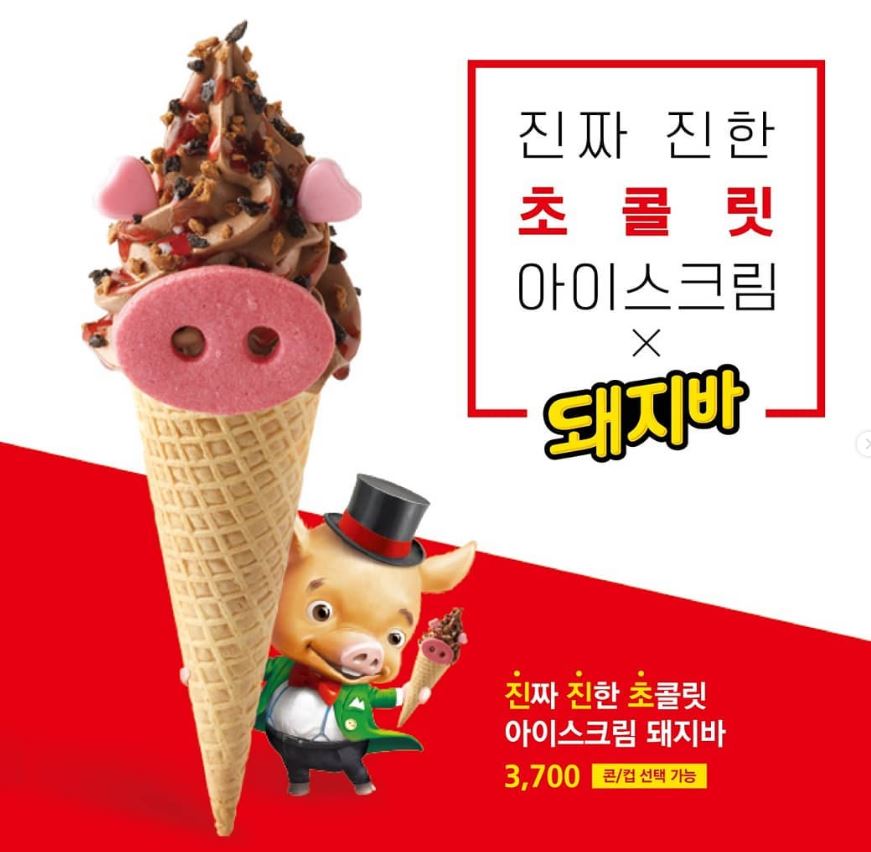 진짜 진한
초콜릿
아이스크림
×
돼지바
진짜 진한 초콜릿
아이스크림 돼지바
3,700 콘/컵 선택 가능